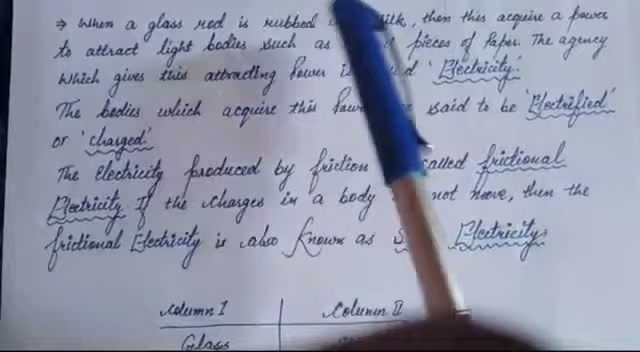 → When a glass rod is rubbed silk, then this acquire a power
to attract light bodies such as pieces of Paper. The agency
which gives this attracting Power is 'Electricity'.
The bodies which acquire this Power said to be 'Electrified'
or 'charged'
The Electricity produced by friction called frictional
Electricity. If the charges in a body not move, then the
frictional Electricity is also known as Electricity.
Column I Column II
Glass